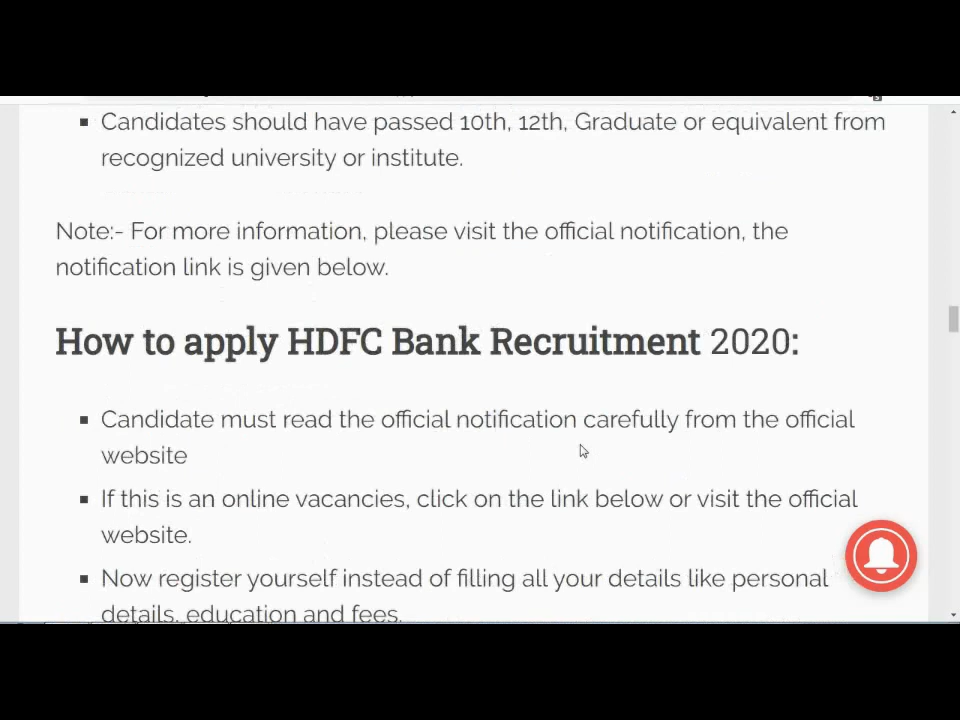 ▪ Candidates should have passed 10th, 12th, Graduate or equivalent from
recognized university or institute.
Note:- For more information, please visit the official notification, the
notification link is given below.
How to apply HDFC Bank Recruitment 2020:
▪ Candidate must read the official notification carefully from the official
website
▪ If this is an online vacancies, click on the link below or visit the official
website.
▪ Now register yourself instead of filling all your details like personal
details, education and fees.